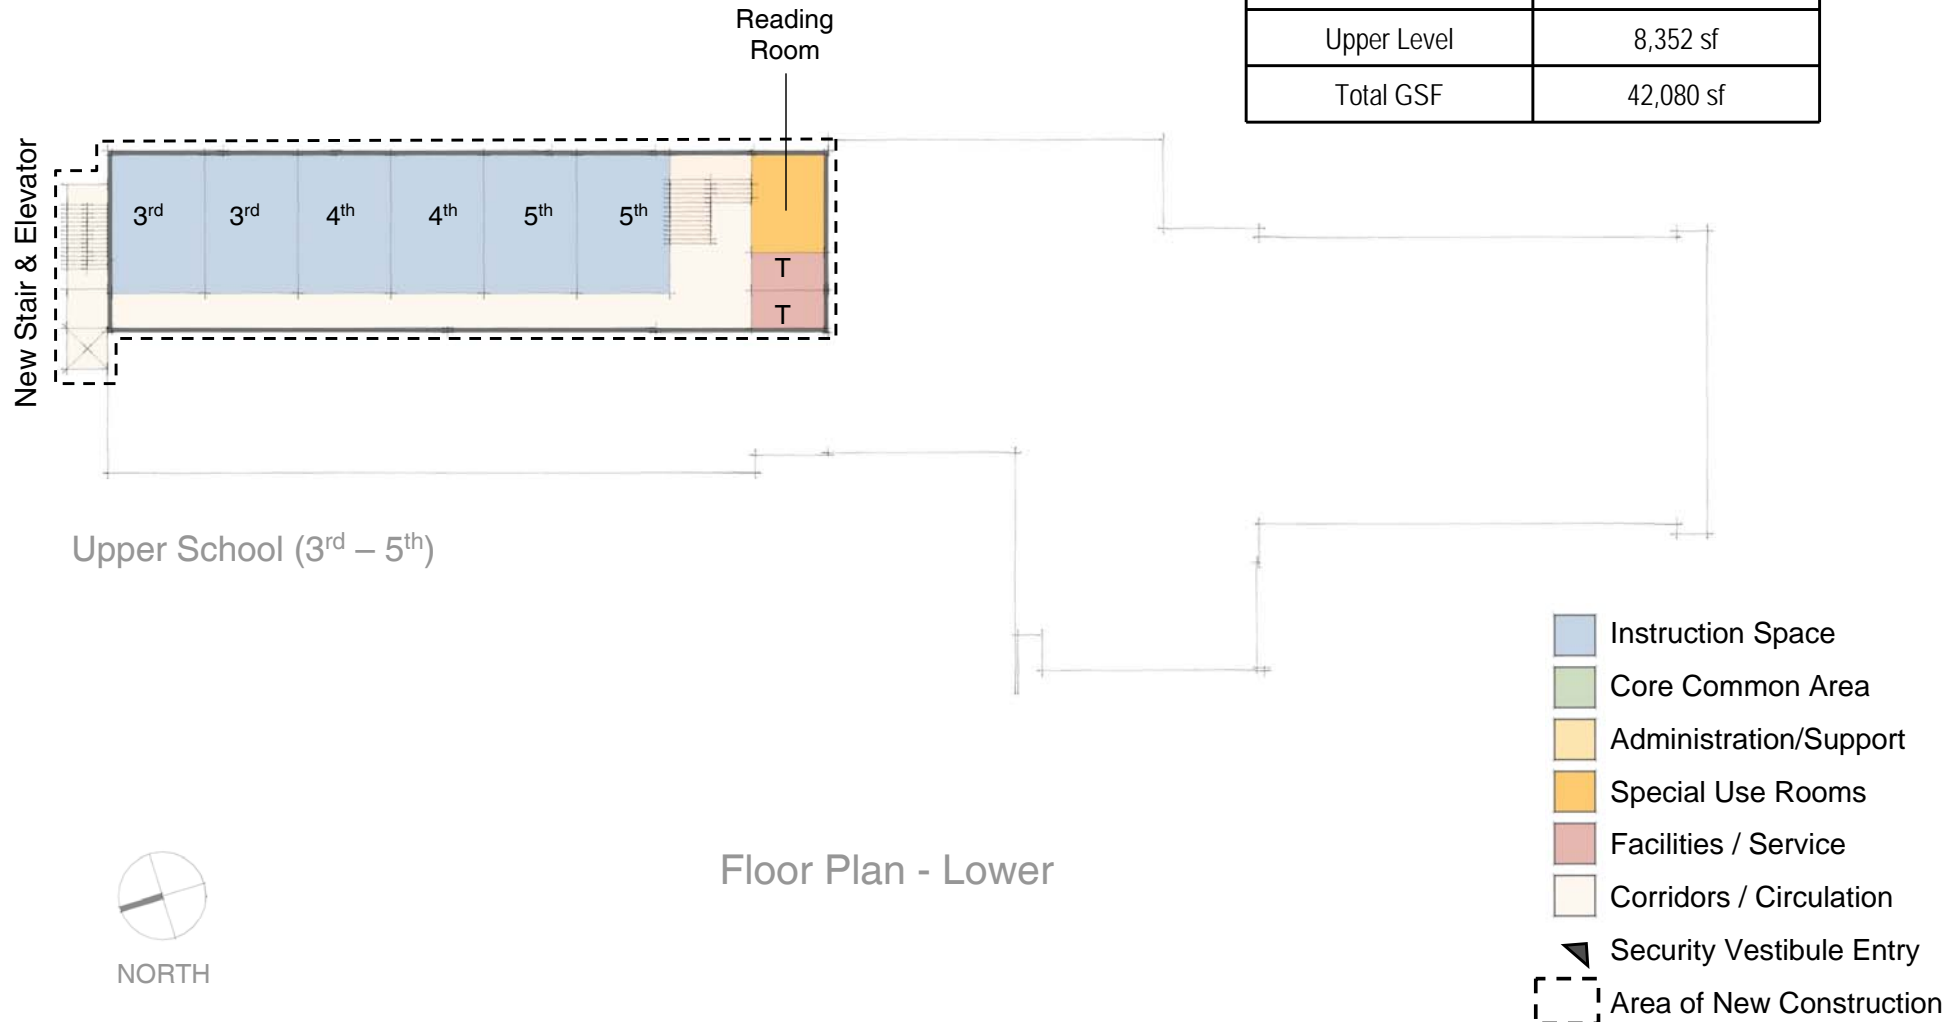 Reading
Room
Upper Level 8,352 sf
Total GSF 42,080 sf
New Stair & Elevator
3rd 3rd 4th 4th 5th 5th
T
T
Upper School (3rd – 5th)
Instruction Space
Core Common Area
Administration/Support
Special Use Rooms
Facilities / Service
Corridors / Circulation
Security Vestibule Entry
Area of New Construction
Floor Plan - Lower
NORTH